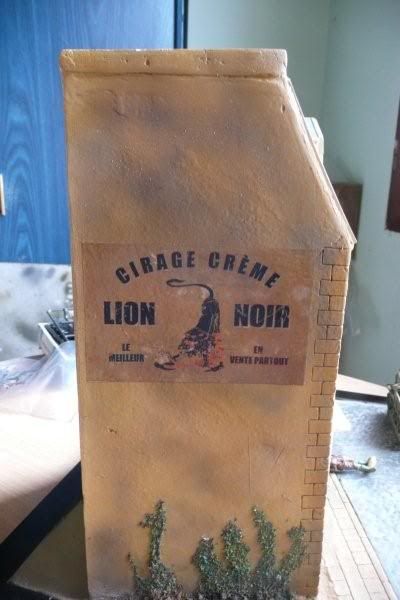 CIRAGE CRÈME
LION NOIR
LE MEILLEUR
EN VENTE PARTOUT